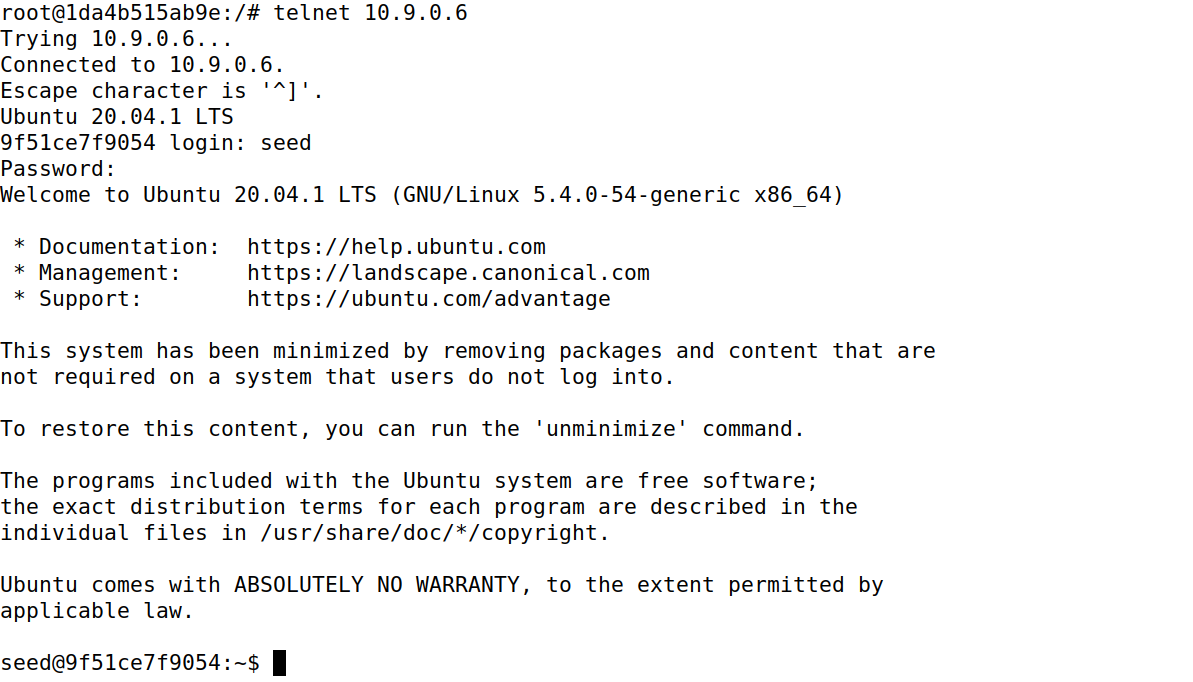 root@1da4b515ab9e:/# telnet 10.9.0.6
Trying 10.9.0.6...
Connected to 10.9.0.6.
Escape character is '^]'.
Ubuntu 20.04.1 LTS
9f51ce7f9054 login: seed
Password:
Welcome to Ubuntu 20.04.1 LTS (GNU/Linux 5.4.0-54-generic x86_64)

 * Documentation:  https://help.ubuntu.com
 * Management:     https://landscape.canonical.com
 * Support:        https://ubuntu.com/advantage

This system has been minimized by removing packages and content that are
not required on a system that users do not log into.

To restore this content, you can run the 'unminimize' command.

The programs included with the Ubuntu system are free software;
the exact distribution terms for each program are described in the
individual files in /usr/share/doc/*/copyright.

Ubuntu comes with ABSOLUTELY NO WARRANTY, to the extent permitted by
applicable law.

seed@9f51ce7f9054:~$